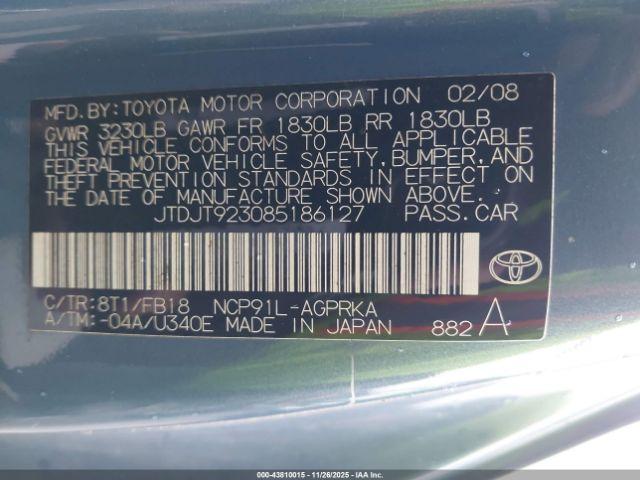 MFD.BY:TOYOTA MOTOR CORPORATION 02/08
GVWR 3230LB GAWR FR 1830LB RR 1830LB
THIS VEHICLE CONFORMS TO ALL APPLICABLE
FEDERAL MOTOR VEHICLE SAFETY,BUMPER,AND
THEFT PREVENTION STANDARDS IN EFFECT ON
THE DATE OF MANUFACTURE SHOWN ABOVE.
JTDJT923085186127 PASS.CAR
C/TR:8T1/FB18 NCP91L-AGPRKA
A/TM:-04A/U340E MADE IN JAPAN 882A
TOYOTA
000-43810015 | 11/26/2025 - IAA